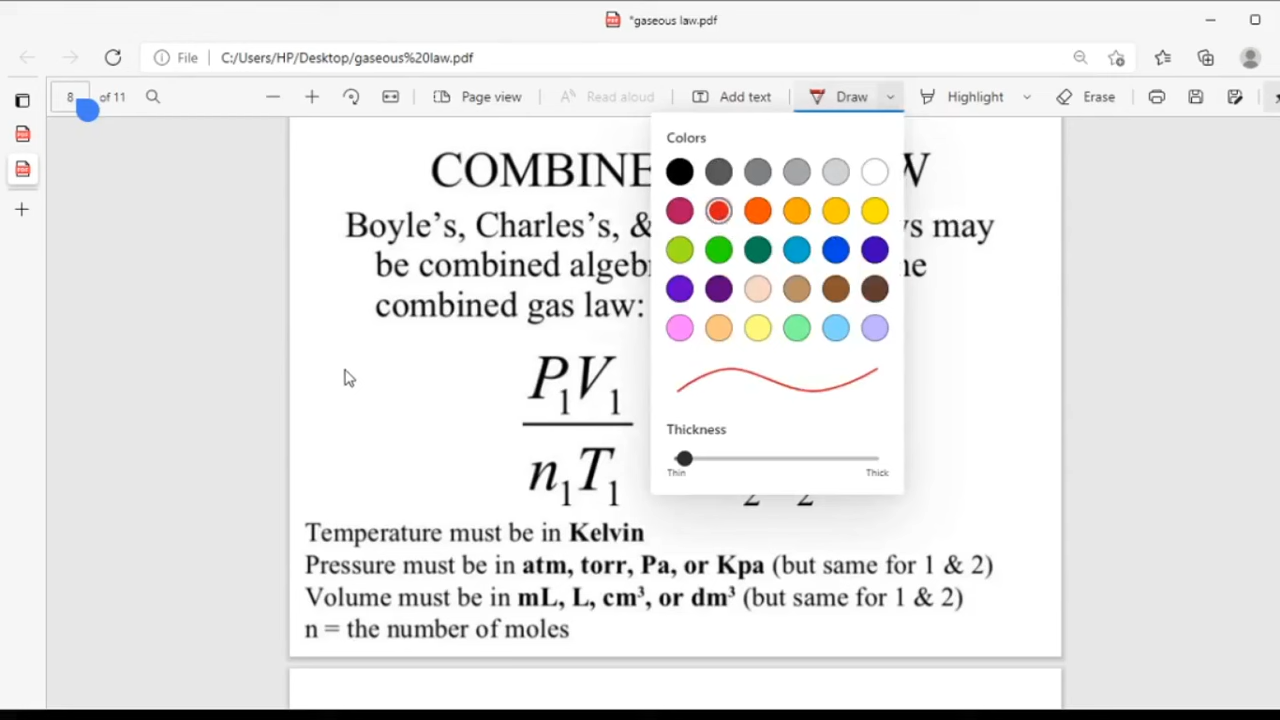 *gaseous law.pdf
File | C:/Users/HP/Desktop/gaseous%20law.pdf
8 of 11 Page view Read aloud Add text Draw Highlight Erase
Colors
COMBINE W
Boyle's, Charles's, & s may
be combined
combined gas law:
P₁V₁
n₁T₁
2 2
Thickness
Thin Thick
Temperature must be in Kelvin
Pressure must be in atm, torr, Pa, or Kpa (but same for 1 & 2)
Volume must be in mL, L, cm³, or dm³ (but same for 1 & 2)
n = the number of moles